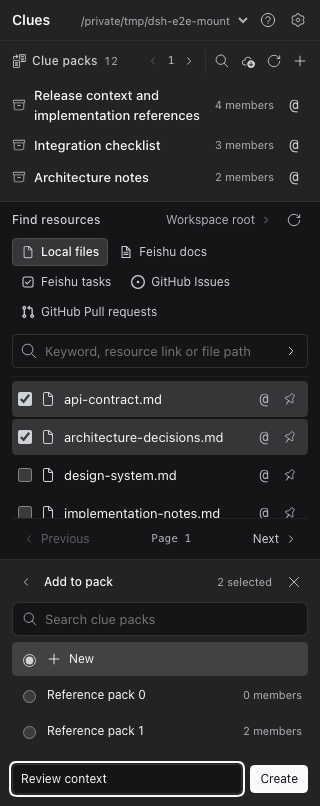 Clues /private/tmp/dsh-e2e-mount
Clue packs 12 1
Release context and
implementation references 4 members @
Integration checklist 3 members @
Architecture notes 2 members @
Find resources Workspace root
Local files Feishu docs
Feishu tasks GitHub Issues
GitHub Pull requests
Keyword, resource link or file path
api-contract.md @
architecture-decisions.md @
design-system.md @
implementation-notes.md @
Previous Page 1 Next
Add to pack 2 selected
Search clue packs
New
Reference pack 0 0 members
Reference pack 1 2 members
Review context Create